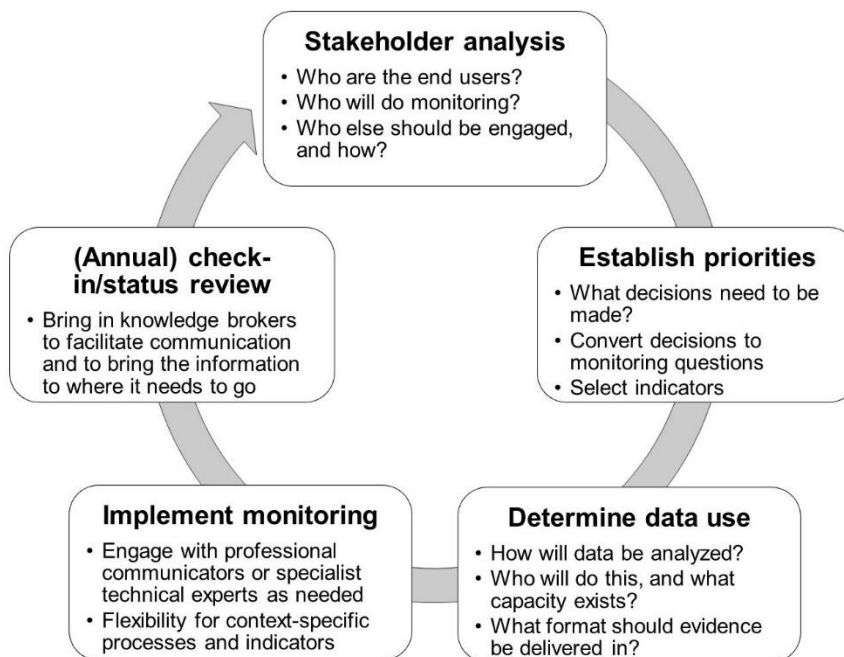 Stakeholder analysis
• Who are the end users?
• Who will do monitoring?
• Who else should be engaged,
and how?
Establish priorities
• What decisions need to be
made?
• Convert decisions to
monitoring questions
• Select indicators
Determine data use
• How will data be analyzed?
• Who will do this, and what
capacity exists?
• What format should evidence
be delivered in?
Implement monitoring
• Engage with professional
communicators or specialist
technical experts as needed
• Flexibility for context-specific
processes and indicators
(Annual) check-
in/status review
• Bring in knowledge brokers
to facilitate communication
and to bring the information
to where it needs to go